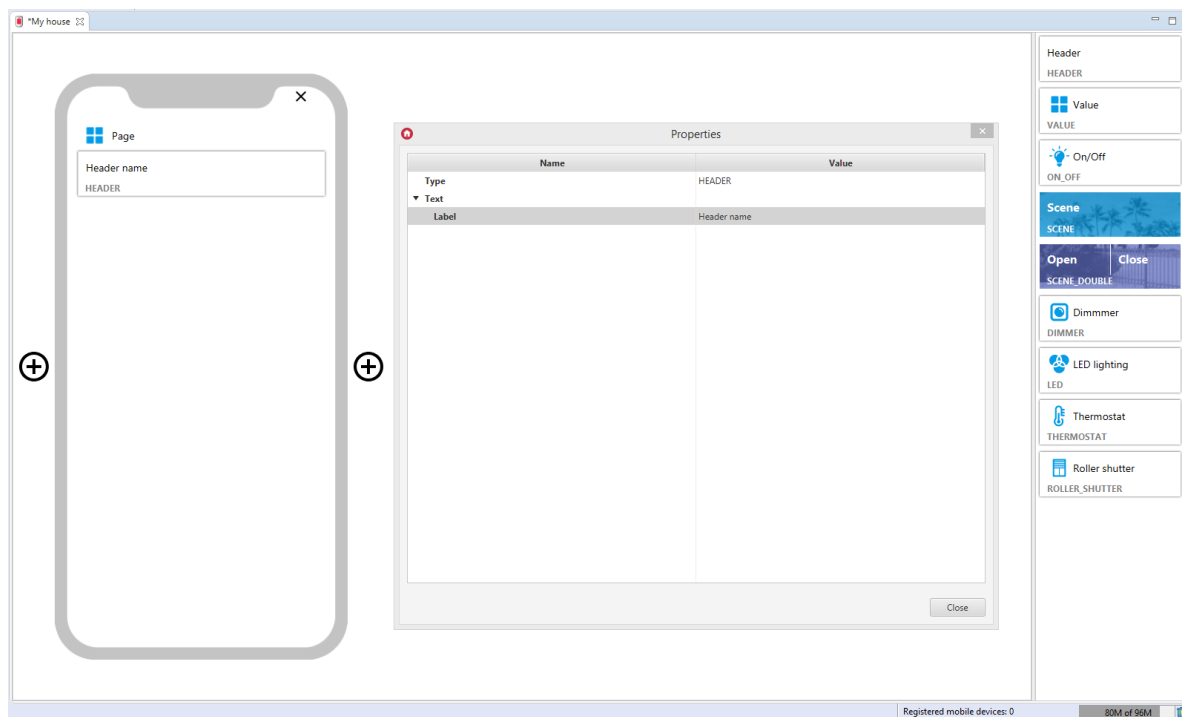 *My house
Page
Header name
HEADER
Properties
Name Value
Type HEADER
Text
Label Header name
Close
Header
HEADER
Value
VALUE
On/Off
ON_OFF
Scene
SCENE
Open Close
SCENE_DOUBLE
Dimmmer
DIMMER
LED lighting
LED
Thermostat
THERMOSTAT
Roller shutter
ROLLER_SHUTTER
Registered mobile devices: 0 80M of 96M